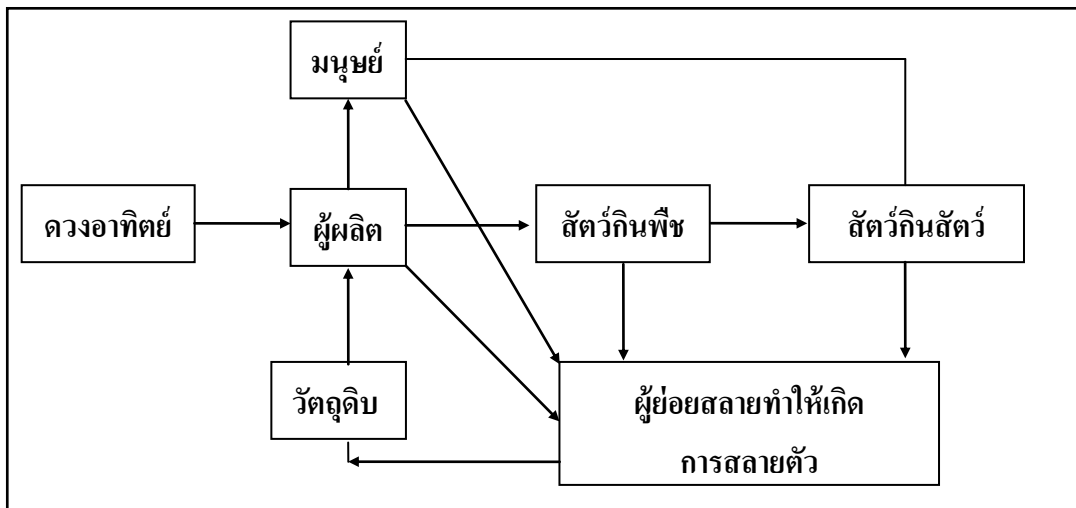 มนุษย์
ดวงอาทิตย์
ผู้ผลิต
สัตว์กินพืช
สัตว์กินสัตว์
วัตถุดิบ
ผู้ย่อยสลายทำให้เกิด
การสลายตัว